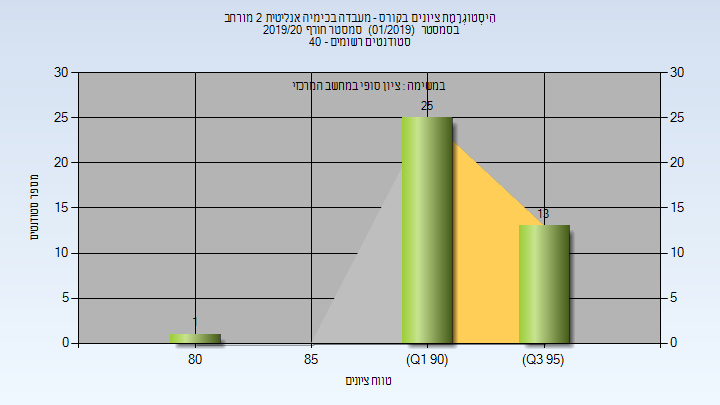 היסטוגרמת ציונים בקורס - מעבדה בכימיה אנליטית 2 מורחב
בסמסטר (01/2019) סמסטר חורף 2019/20
סטודנטים רשומים - 40
במשימה : ציון סופי במחשב המרכזי
30 30
25 25
20 20
15 15
10 10
5 5
0 0
1
25
13
80 85 (Q1 90) (Q3 95)
מספר סטודנטים
טווח ציונים